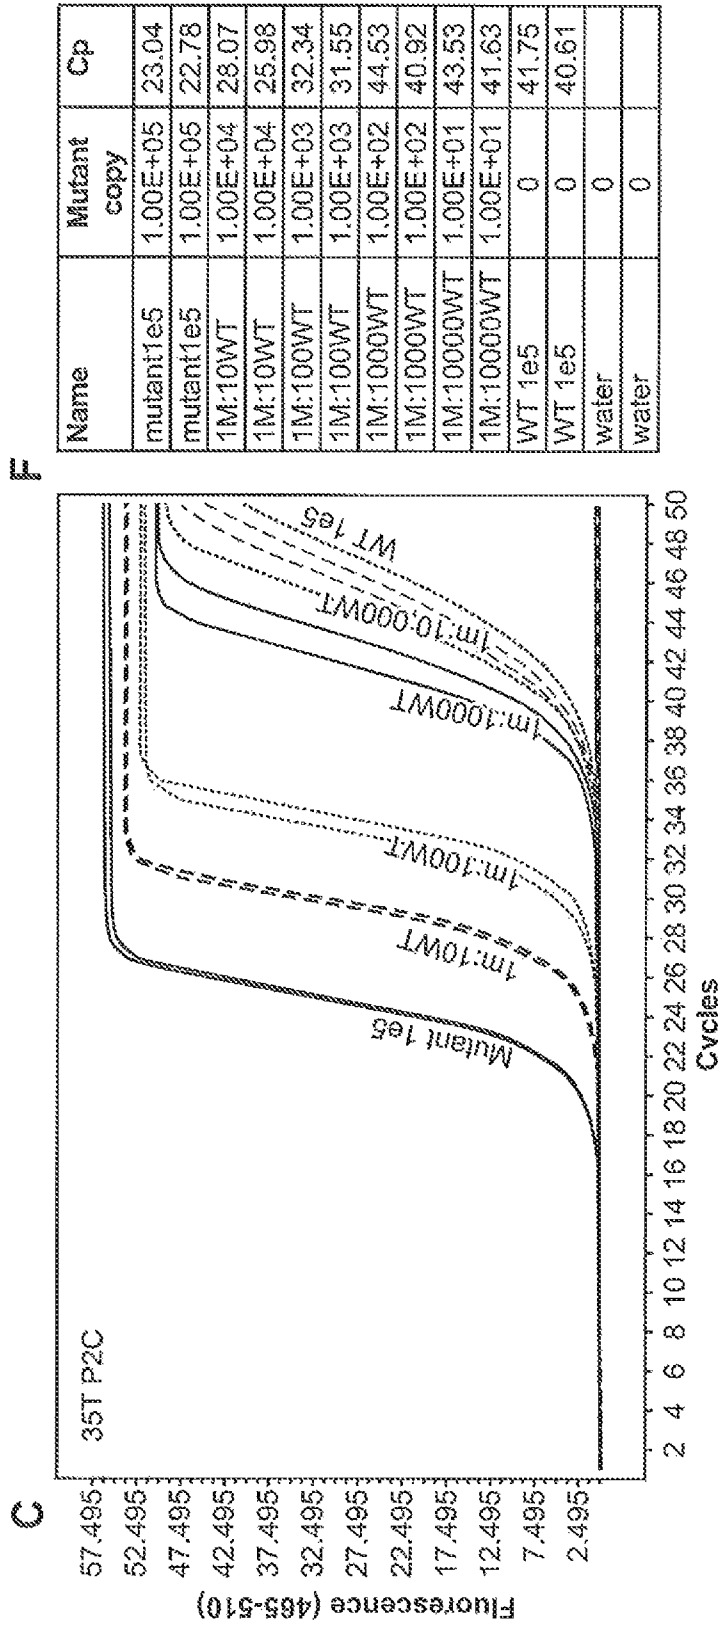 C
35T P2C
Fluorescence (465-510)
57.495
52.495
47.495
42.495
37.495
32.495
27.495
22.495
17.495
12.495
7.495
2.495
Mutant 1e5
1m:10WT
1m:100WT
1m:1000WT
1m:10,000WT
WT 1e5
2 4 6 8 10 12 14 16 18 20 22 24 26 28 30 32 34 36 38 40 42 44 46 48 50
Cycles
F
Name Mutant copy Cp
mutant1e5 1.00E+05 23.04
mutant1e5 1.00E+05 22.78
1M:10WT 1.00E+04 28.07
1M:10WT 1.00E+04 25.98
1M:100WT 1.00E+03 32.34
1M:100WT 1.00E+03 31.55
1M:1000WT 1.00E+02 44.53
1M:1000WT 1.00E+02 40.92
1M:10000WT 1.00E+01 43.53
1M:10000WT 1.00E+01 41.63
WT 1e5 0 41.75
WT 1e5 0 40.61
water 0
water 0